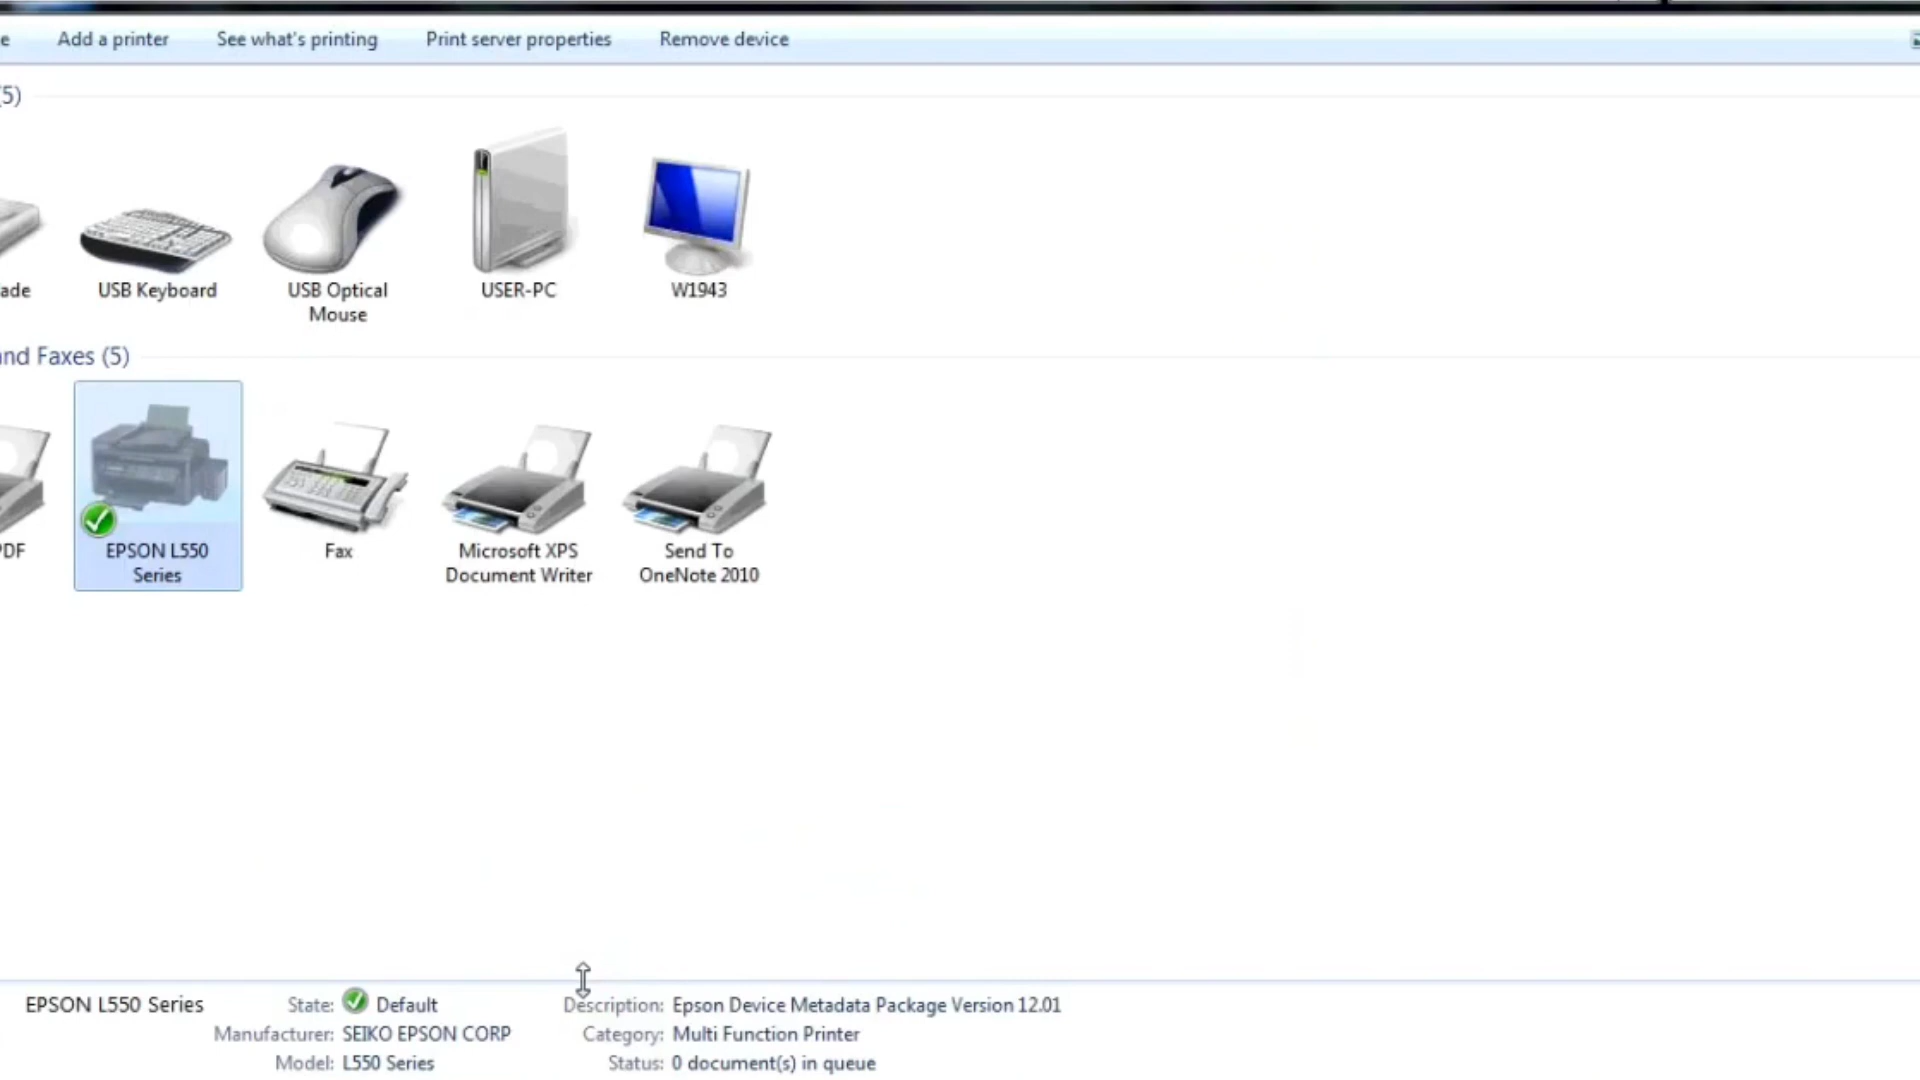 e Add a printer See what's printing Print server properties Remove device
(5)
ade USB Keyboard USB Optical Mouse USER-PC W1943
and Faxes (5)
PDF EPSON L550 Series Fax Microsoft XPS Document Writer Send To OneNote 2010
EPSON L550 Series State: Default Description: Epson Device Metadata Package Version 12.01
Manufacturer: SEIKO EPSON CORP Category: Multi Function Printer
Model: L550 Series Status: 0 document(s) in queue